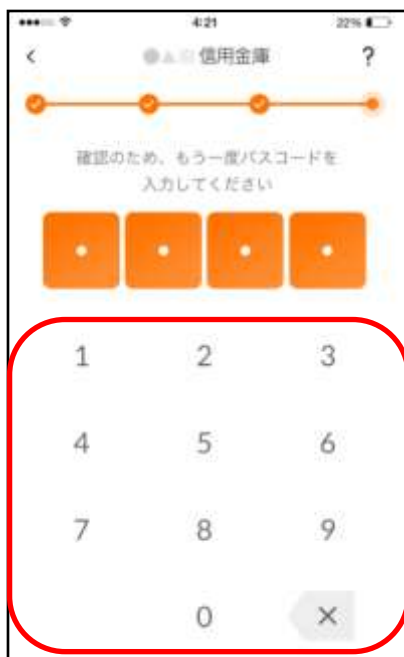 4:21 22%
●▲■信用金庫 ?
確認のため、もう一度パスコードを
入力してください
1 2 3
4 5 6
7 8 9
0 ×